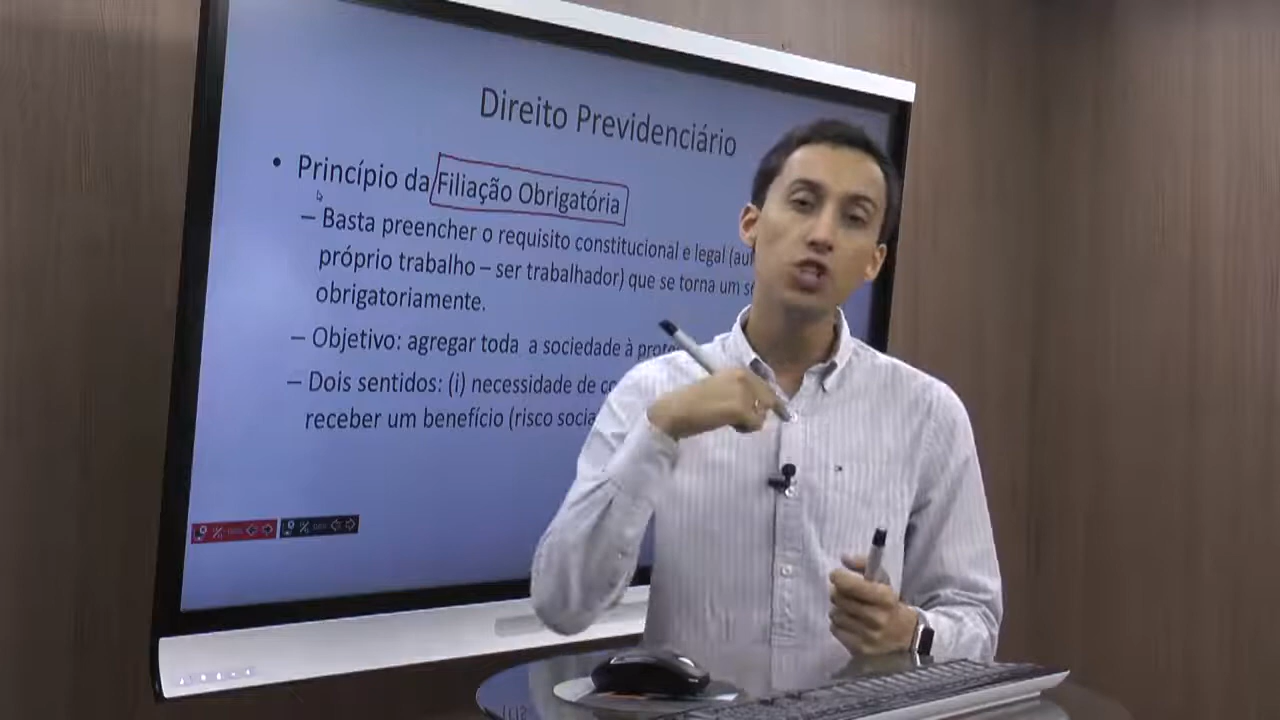 Direito Previdenciário
• Princípio da Filiação Obrigatória
– Basta preencher o requisito constitucional e legal
próprio trabalho – ser trabalhador) que se torna um
obrigatoriamente.
– Objetivo: agregar toda a sociedade à
– Dois sentidos: (i) necessidade de
receber um benefício (risco